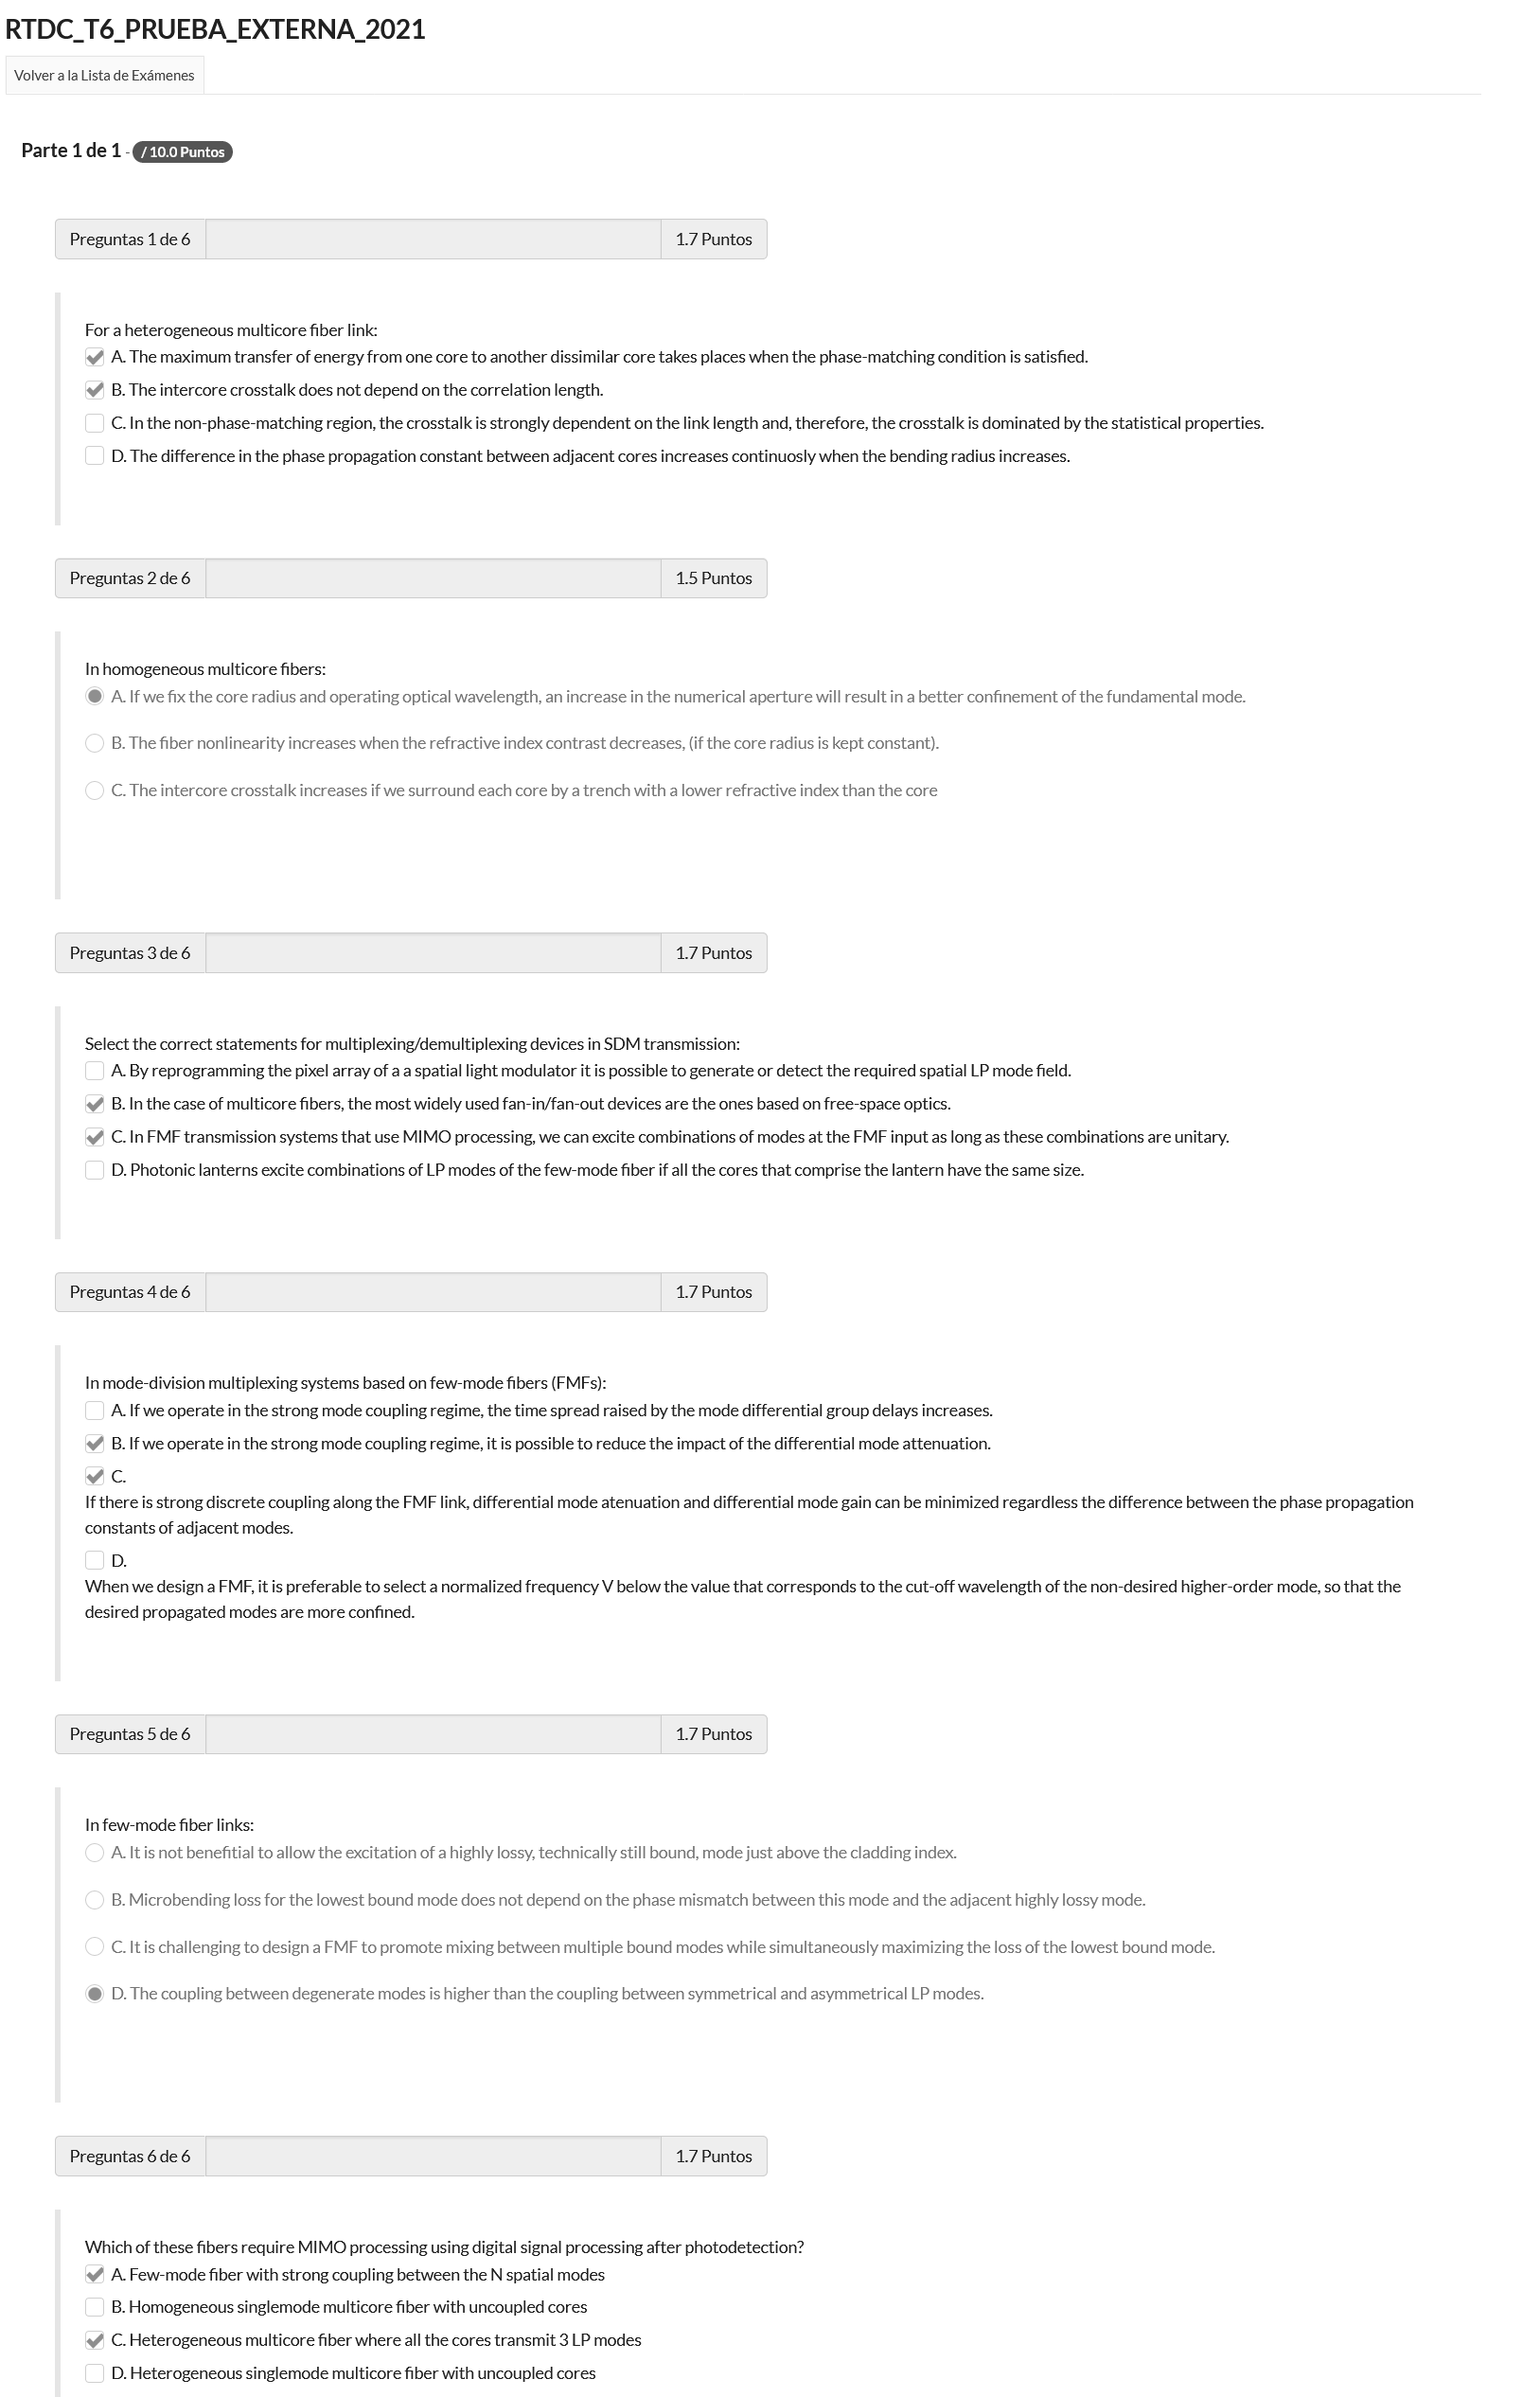 RTDC_T6_PRUEBA_EXTERNA_2021
Volver a la Lista de Exámenes
Parte 1 de 1 - / 10.0 Puntos
Preguntas 1 de 6 1.7 Puntos
For a heterogeneous multicore fiber link:
A. The maximum transfer of energy from one core to another dissimilar core takes places when the phase-matching condition is satisfied.
B. The intercore crosstalk does not depend on the correlation length.
C. In the non-phase-matching region, the crosstalk is strongly dependent on the link length and, therefore, the crosstalk is dominated by the statistical properties.
D. The difference in the phase propagation constant between adjacent cores increases continuosly when the bending radius increases.
Preguntas 2 de 6 1.5 Puntos
In homogeneous multicore fibers:
A. If we fix the core radius and operating optical wavelength, an increase in the numerical aperture will result in a better confinement of the fundamental mode.
B. The fiber nonlinearity increases when the refractive index contrast decreases, (if the core radius is kept constant).
C. The intercore crosstalk increases if we surround each core by a trench with a lower refractive index than the core
Preguntas 3 de 6 1.7 Puntos
Select the correct statements for multiplexing/demultiplexing devices in SDM transmission:
A. By reprogramming the pixel array of a a spatial light modulator it is possible to generate or detect the required spatial LP mode field.
B. In the case of multicore fibers, the most widely used fan-in/fan-out devices are the ones based on free-space optics.
C. In FMF transmission systems that use MIMO processing, we can excite combinations of modes at the FMF input as long as these combinations are unitary.
D. Photonic lanterns excite combinations of LP modes of the few-mode fiber if all the cores that comprise the lantern have the same size.
Preguntas 4 de 6 1.7 Puntos
In mode-division multiplexing systems based on few-mode fibers (FMFs):
A. If we operate in the strong mode coupling regime, the time spread raised by the mode differential group delays increases.
B. If we operate in the strong mode coupling regime, it is possible to reduce the impact of the differential mode attenuation.
C.
If there is strong discrete coupling along the FMF link, differential mode atenuation and differential mode gain can be minimized regardless the difference between the phase propagation
constants of adjacent modes.
D.
When we design a FMF, it is preferable to select a normalized frequency V below the value that corresponds to the cut-off wavelength of the non-desired higher-order mode, so that the
desired propagated modes are more confined.
Preguntas 5 de 6 1.7 Puntos
In few-mode fiber links:
A. It is not benefitial to allow the excitation of a highly lossy, technically still bound, mode just above the cladding index.
B. Microbending loss for the lowest bound mode does not depend on the phase mismatch between this mode and the adjacent highly lossy mode.
C. It is challenging to design a FMF to promote mixing between multiple bound modes while simultaneously maximizing the loss of the lowest bound mode.
D. The coupling between degenerate modes is higher than the coupling between symmetrical and asymmetrical LP modes.
Preguntas 6 de 6 1.7 Puntos
Which of these fibers require MIMO processing using digital signal processing after photodetection?
A. Few-mode fiber with strong coupling between the N spatial modes
B. Homogeneous singlemode multicore fiber with uncoupled cores
C. Heterogeneous multicore fiber where all the cores transmit 3 LP modes
D. Heterogeneous singlemode multicore fiber with uncoupled cores